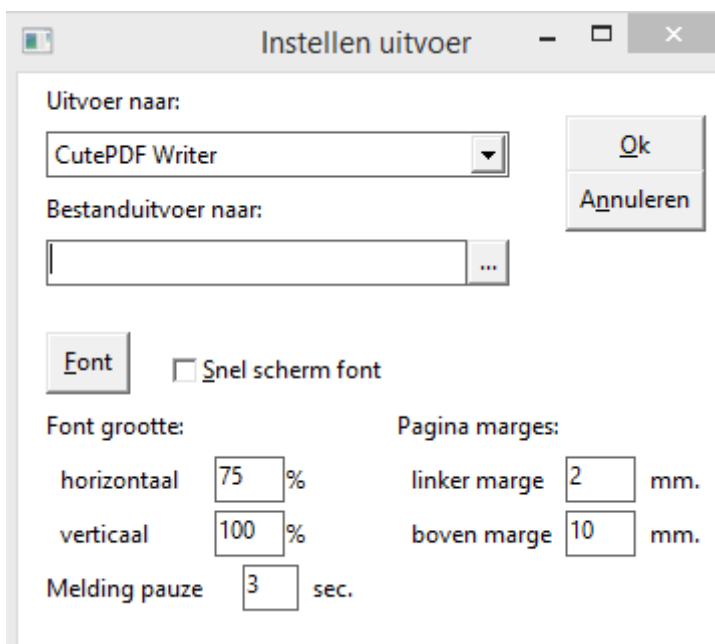 Instellen uitvoer
Uitvoer naar:
CutePDF Writer
Ok
Annuleren
Bestanduitvoer naar:
...
Font
Snel scherm font
Font grootte:
Pagina marges:
horizontaal 75 %
linker marge 2 mm.
verticaal 100 %
boven marge 10 mm.
Melding pauze 3 sec.